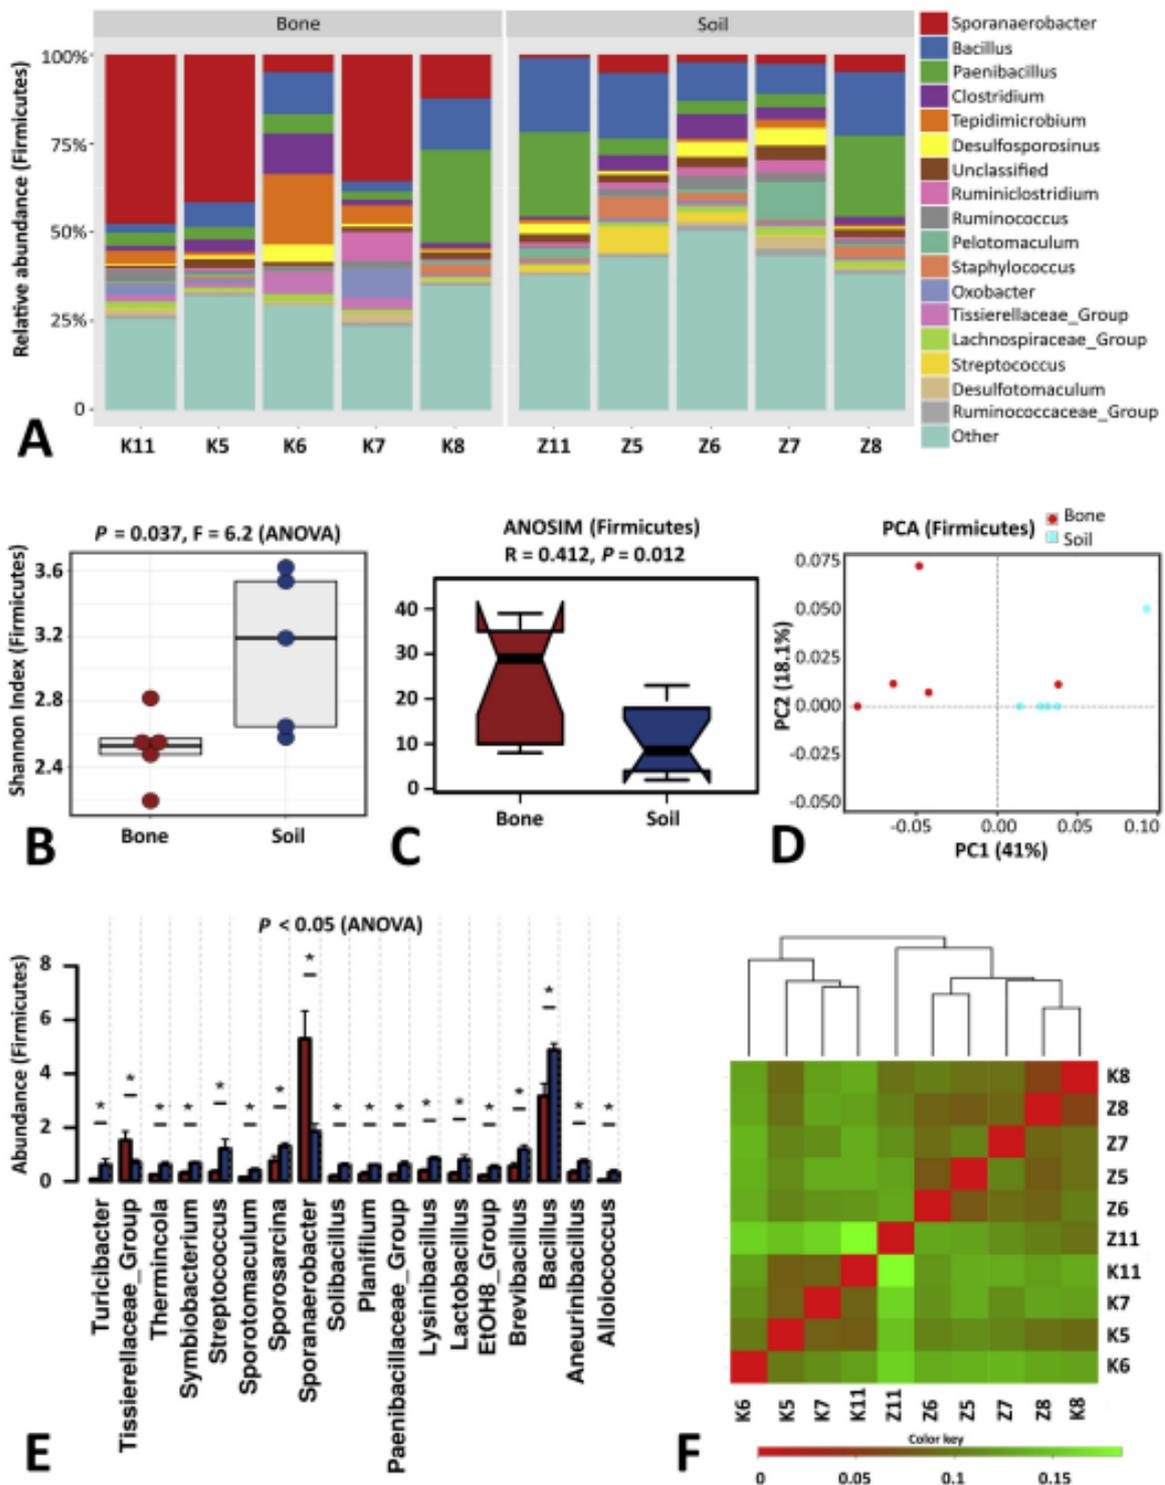 Bone
Soil
Relative abundance (Firmicutes)
100%
75%
50%
25%
0
K11
K5
K6
K7
K8
Z11
Z5
Z6
Z7
Z8
Sporanaerobacter
Bacillus
Paenibacillus
Clostridium
Tepidimicrobium
Desulfosporosinus
Unclassified
Ruminiclostridium
Ruminococcus
Pelotomaculum
Staphylococcus
Oxobacter
Tissierellaceae_Group
Lachnospiraceae_Group
Streptococcus
Desulfotomaculum
Ruminococcaceae_Group
Other
A
P = 0.037, F = 6.2 (ANOVA)
Shannon Index (Firmicutes)
3.6
3.2
2.8
2.4
Bone
Soil
B
ANOSIM (Firmicutes)
R = 0.412, P = 0.012
40
30
20
10
0
Bone
Soil
C
PCA (Firmicutes)
Bone
Soil
PC2 (18.1%)
0.075
0.050
0.025
0.000
-0.025
-0.050
-0.05
0.00
0.05
0.10
PC1 (41%)
D
P < 0.05 (ANOVA)
Abundance (Firmicutes)
8
6
4
2
0
* * * * * * * * * * * * * * * * * *
Turicibacter
Tissierellaceae_Group
Thermincola
Symbiobacterium
Streptococcus
Sporotomaculum
Sporosarcina
Sporanaerobacter
Solibacillus
Planifilum
Paenibacillaceae_Group
Lysinibacillus
Lactobacillus
EtOH8_Group
Brevibacillus
Bacillus
Aneurinibacillus
Alloiococcus
E
K8
Z8
Z7
Z5
Z6
Z11
K11
K7
K5
K6
K6
K5
K7
K11
Z11
Z6
Z5
Z7
Z8
K8
Color key
0
0.05
0.1
0.15
F